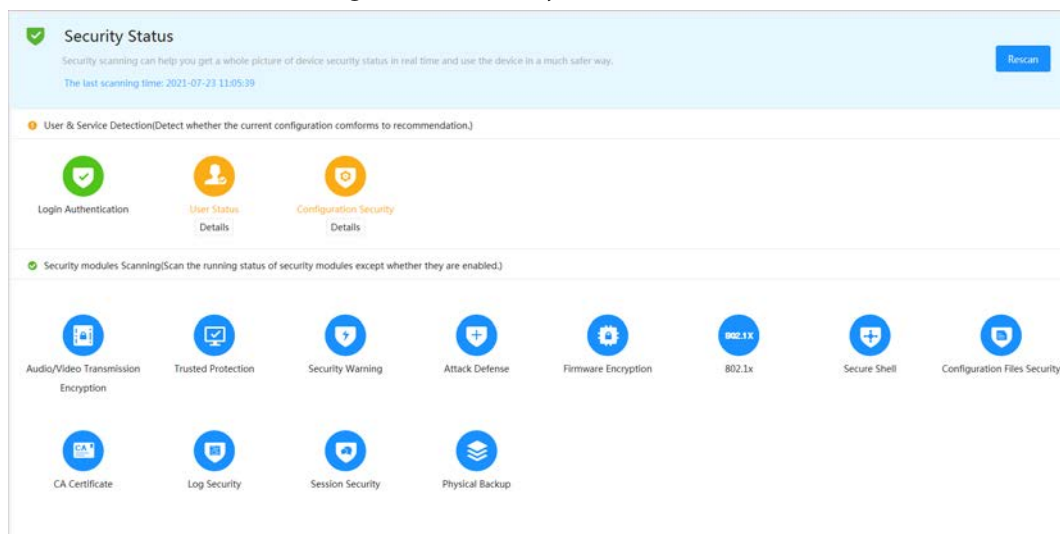 Security Status
Security scanning can help you get a whole picture of device security status in real time and use the device in a much safer way.
Rescan
The last scanning time: 2021-07-23 11:05:39
User & Service Detection(Detect whether the current configuration comforms to recommendation.)
Login Authentication
User Status
Configuration Security
Details
Details
Security modules Scanning(Scan the running status of security modules except whether they are enabled.)
802.1X
Audio/Video Transmission
Encryption
Trusted Protection
Security Warning
Attack Defense
Firmware Encryption
802.1x
Secure Shell
Configuration Files Security
CA
CA Certificate
Log Security
Session Security
Physical Backup